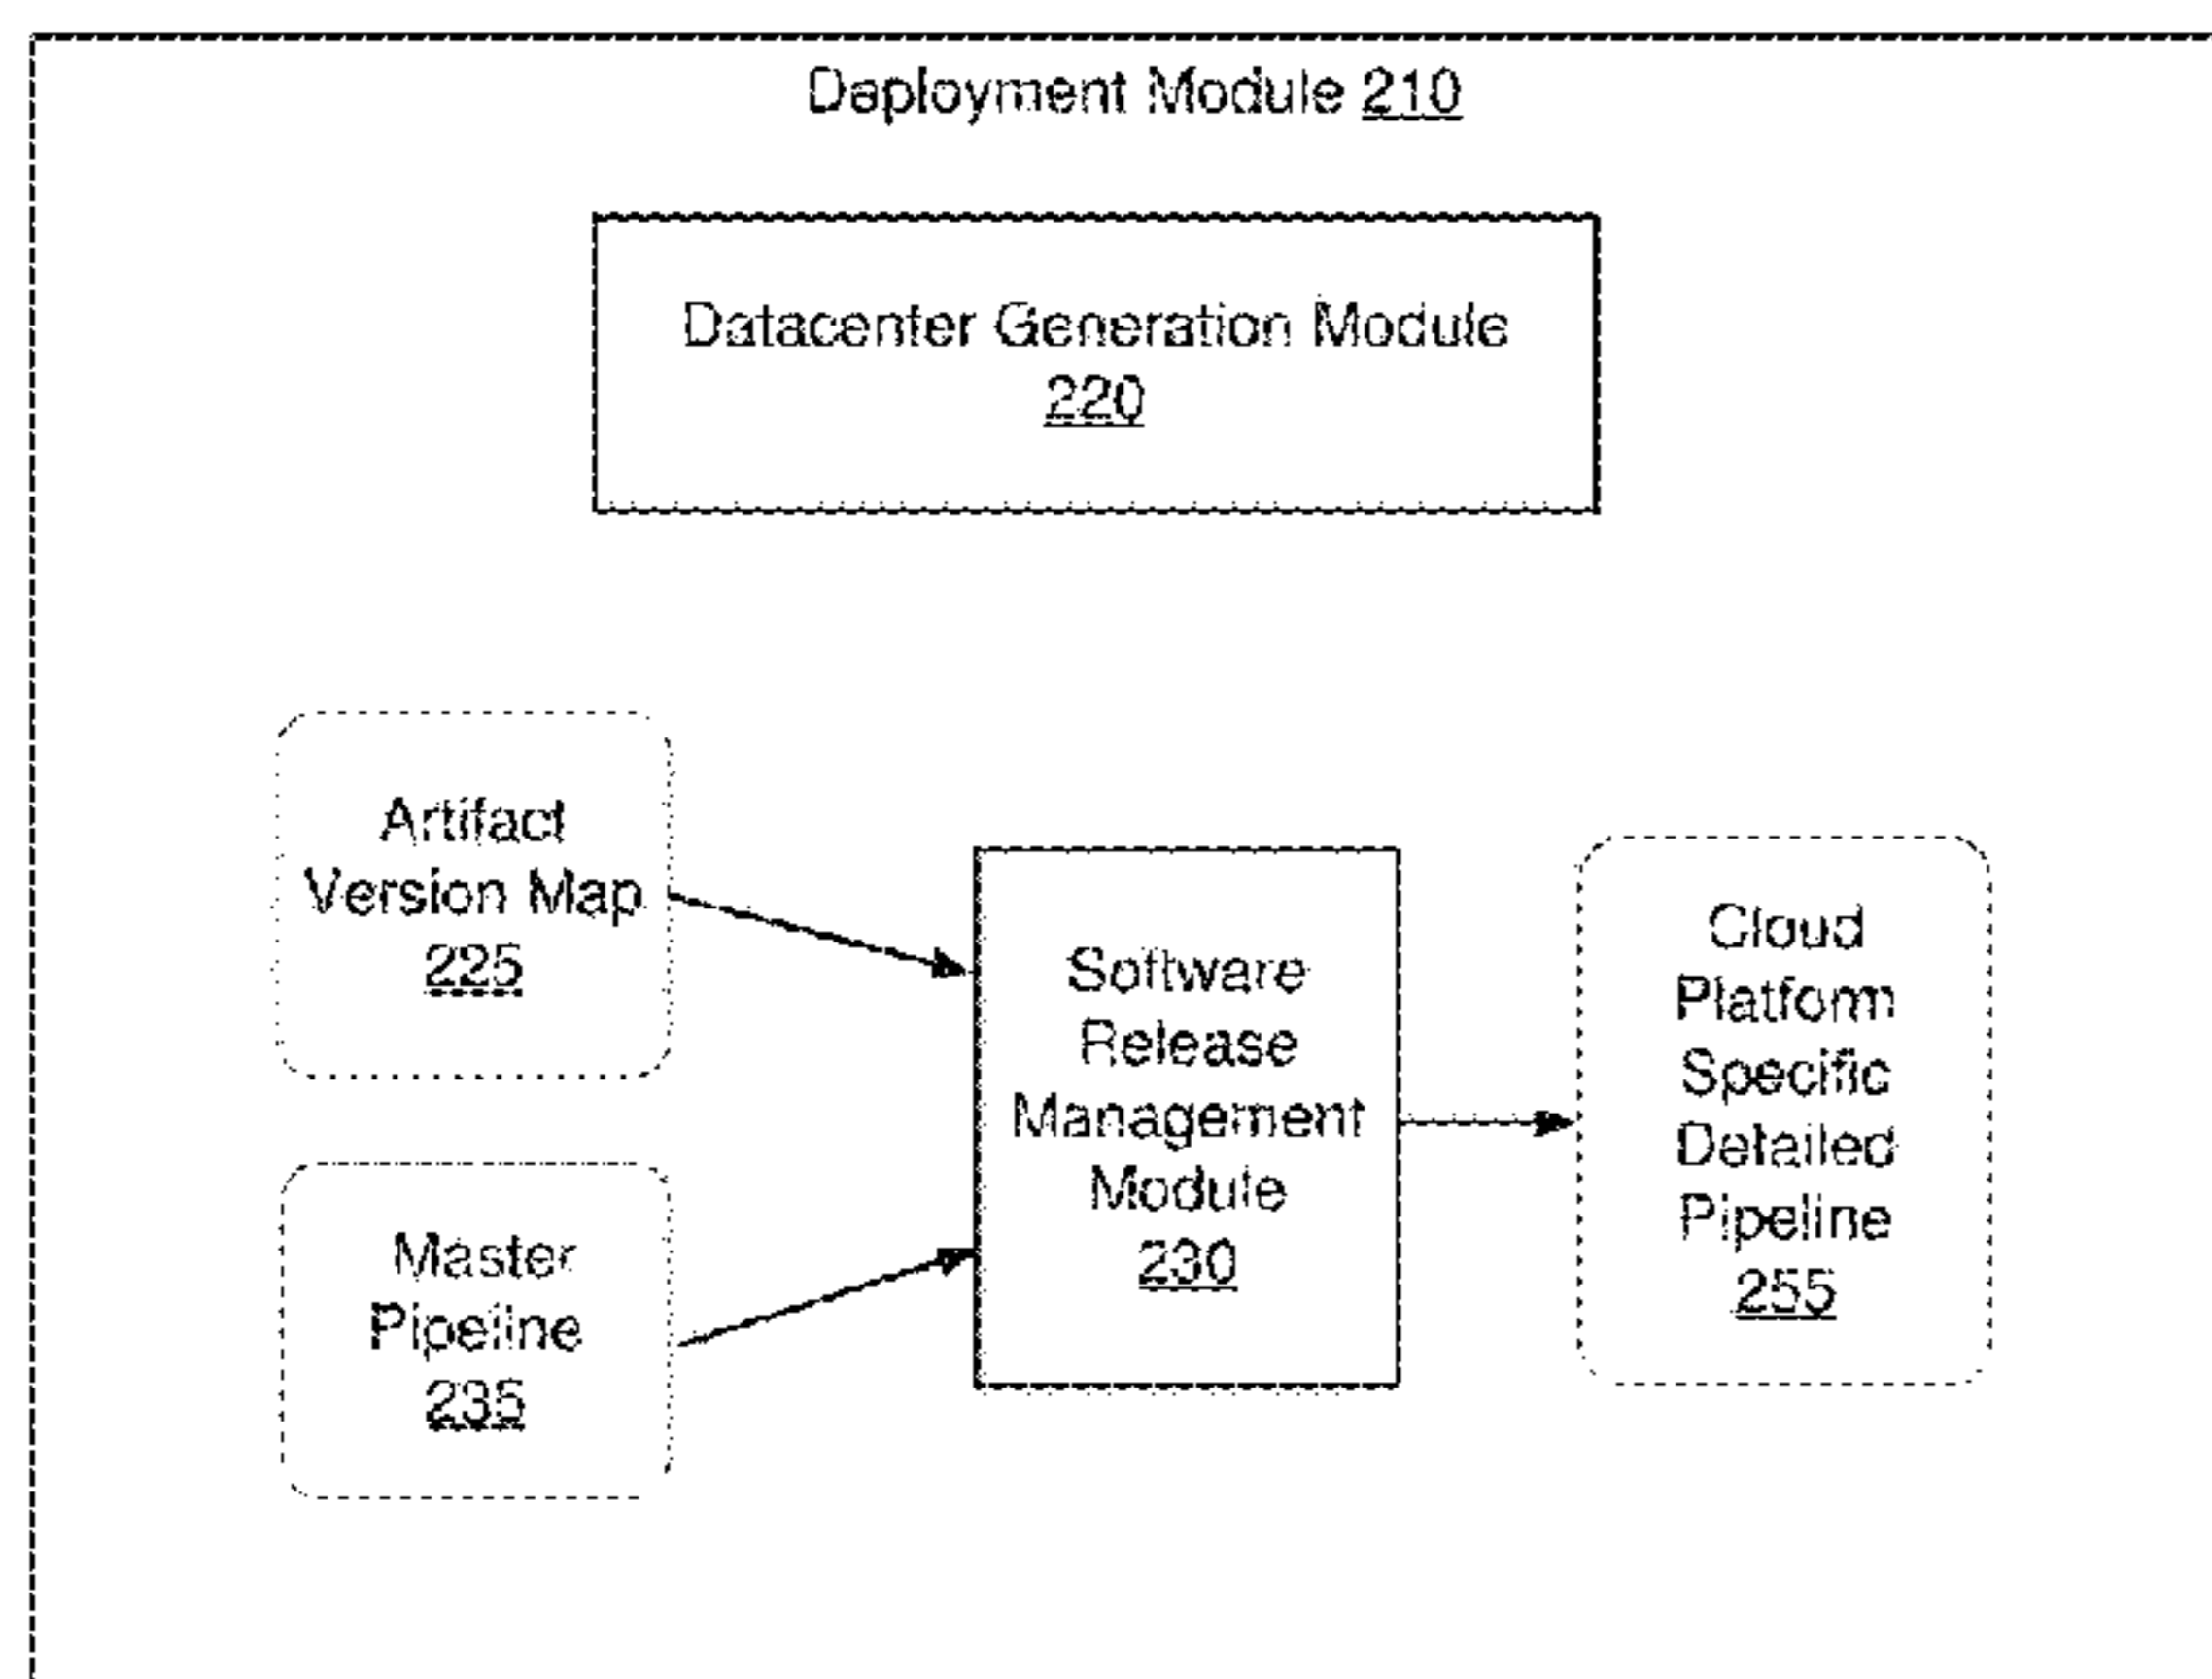 Deployment Module 210
Datacenter Generation Module
220
Artifact
Version Map
225
Software
Release
Management
Module
230
Cloud
Platform
Specific
Detailed
Pipeline
255
Master
Pipeline
235